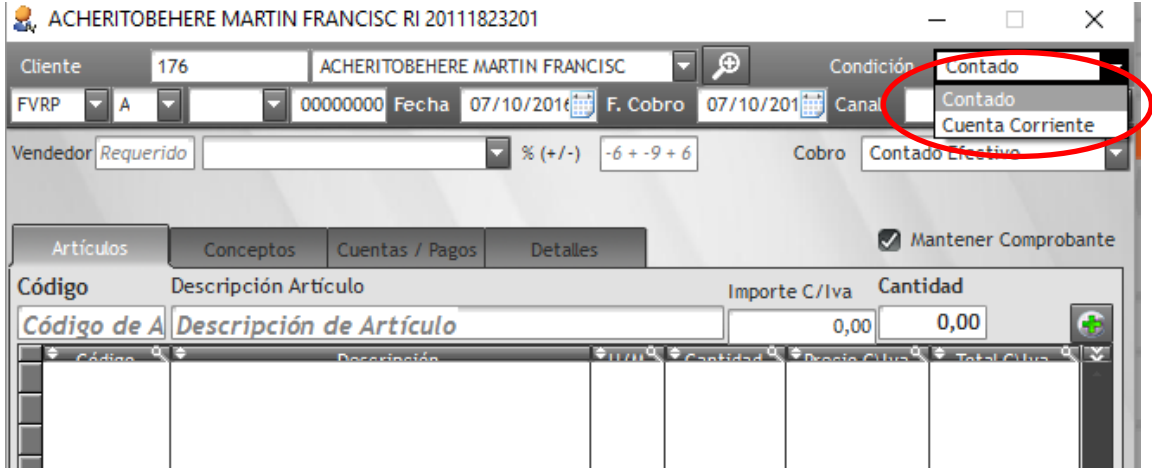 ACHERITOBEHERE MARTIN FRANCISC RI 20111823201
Cliente 176 ACHERITOBEHERE MARTIN FRANCISC Condición Contado
FVRP A 00000000 Fecha 07/10/2016 F. Cobro 07/10/201 Canal Contado
Cuenta Corriente
Vendedor Requerido % (+/-) -6 + -9 + 6 Cobro Contado Efectivo
Artículos Conceptos Cuentas / Pagos Detalles Mantener Comprobante
Código Descripción Artículo Importe C/Iva Cantidad
Código de A Descripción de Artículo 0,00 0,00
Código Descripción U/M Cantidad Precio C/Iva Total C/Iva